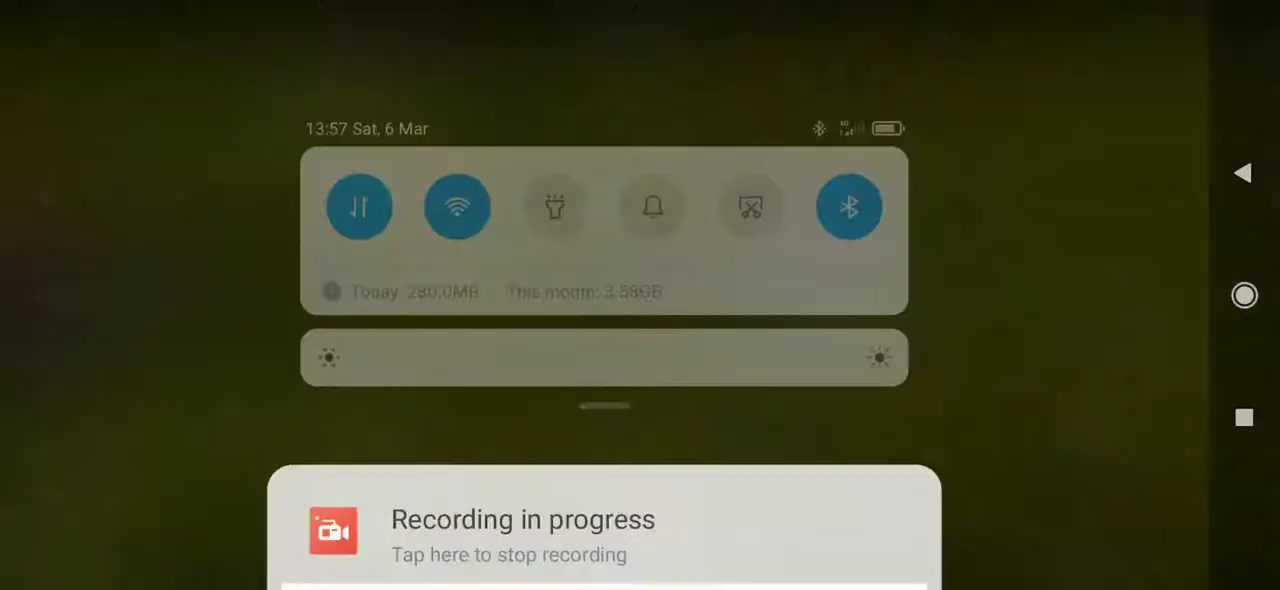 13:57 Sat, 6 Mar
4G
Today: 280.0MB This month: 3.58GB
Recording in progress
Tap here to stop recording